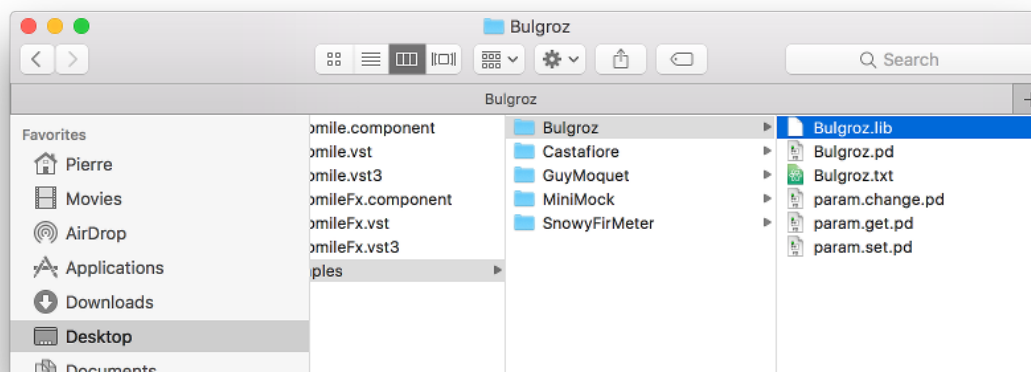 Bulgroz
Search
Bulgroz
Favorites
Pierre
Movies
AirDrop
Applications
Downloads
Desktop
Documents
omile.component
omile.vst
omile.vst3
omileFx.component
omileFx.vst
omileFx.vst3
mples
Bulgroz
Castafiore
GuyMoquet
MiniMock
SnowyFirMeter
Bulgroz.lib
Bulgroz.pd
Bulgroz.txt
param.change.pd
param.get.pd
param.set.pd